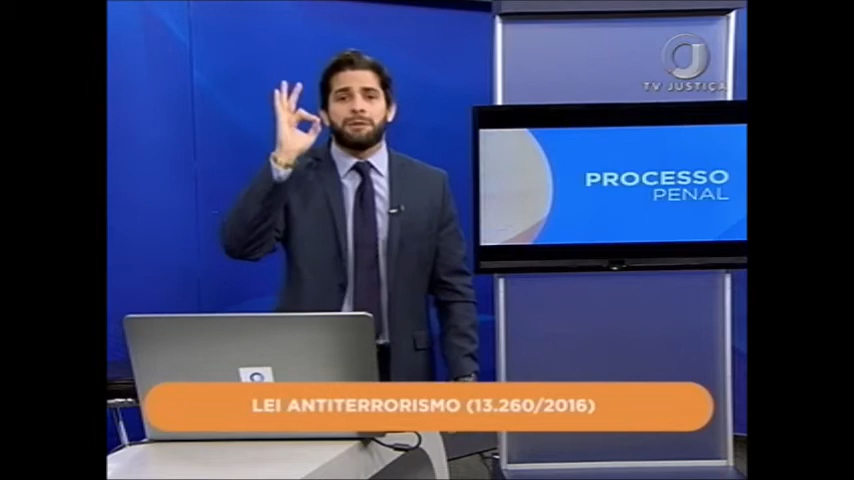 TV JUSTIÇA
PROCESSO
PENAL
LEI ANTITERRORISMO (13.260/2016)